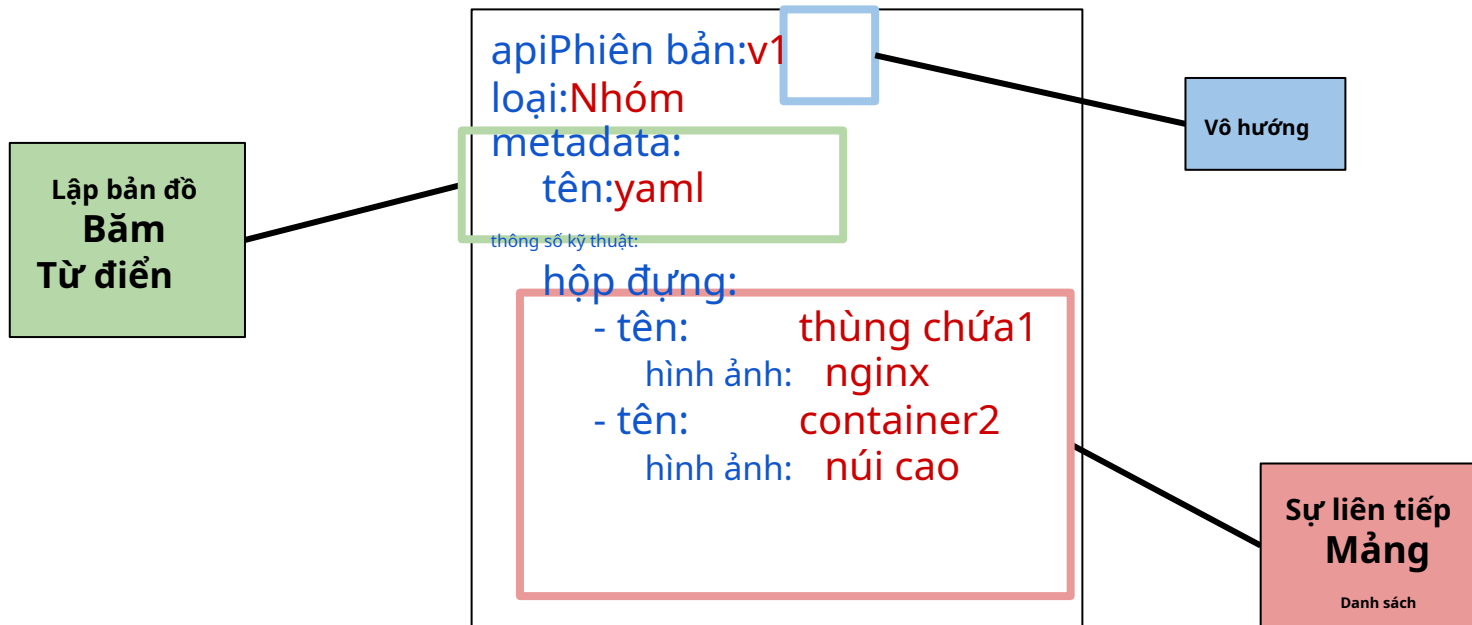 apiPhiên bản:v1
loại:Nhóm
metadata:
tên:yaml
thông số kỹ thuật:
hộp đựng:
- tên: thùng chứa1
hình ảnh: nginx
- tên: container2
hình ảnh: núi cao
Lập bản đồ
Băm
Từ điển
Vô hướng
Sự liên tiếp
Mảng
Danh sách